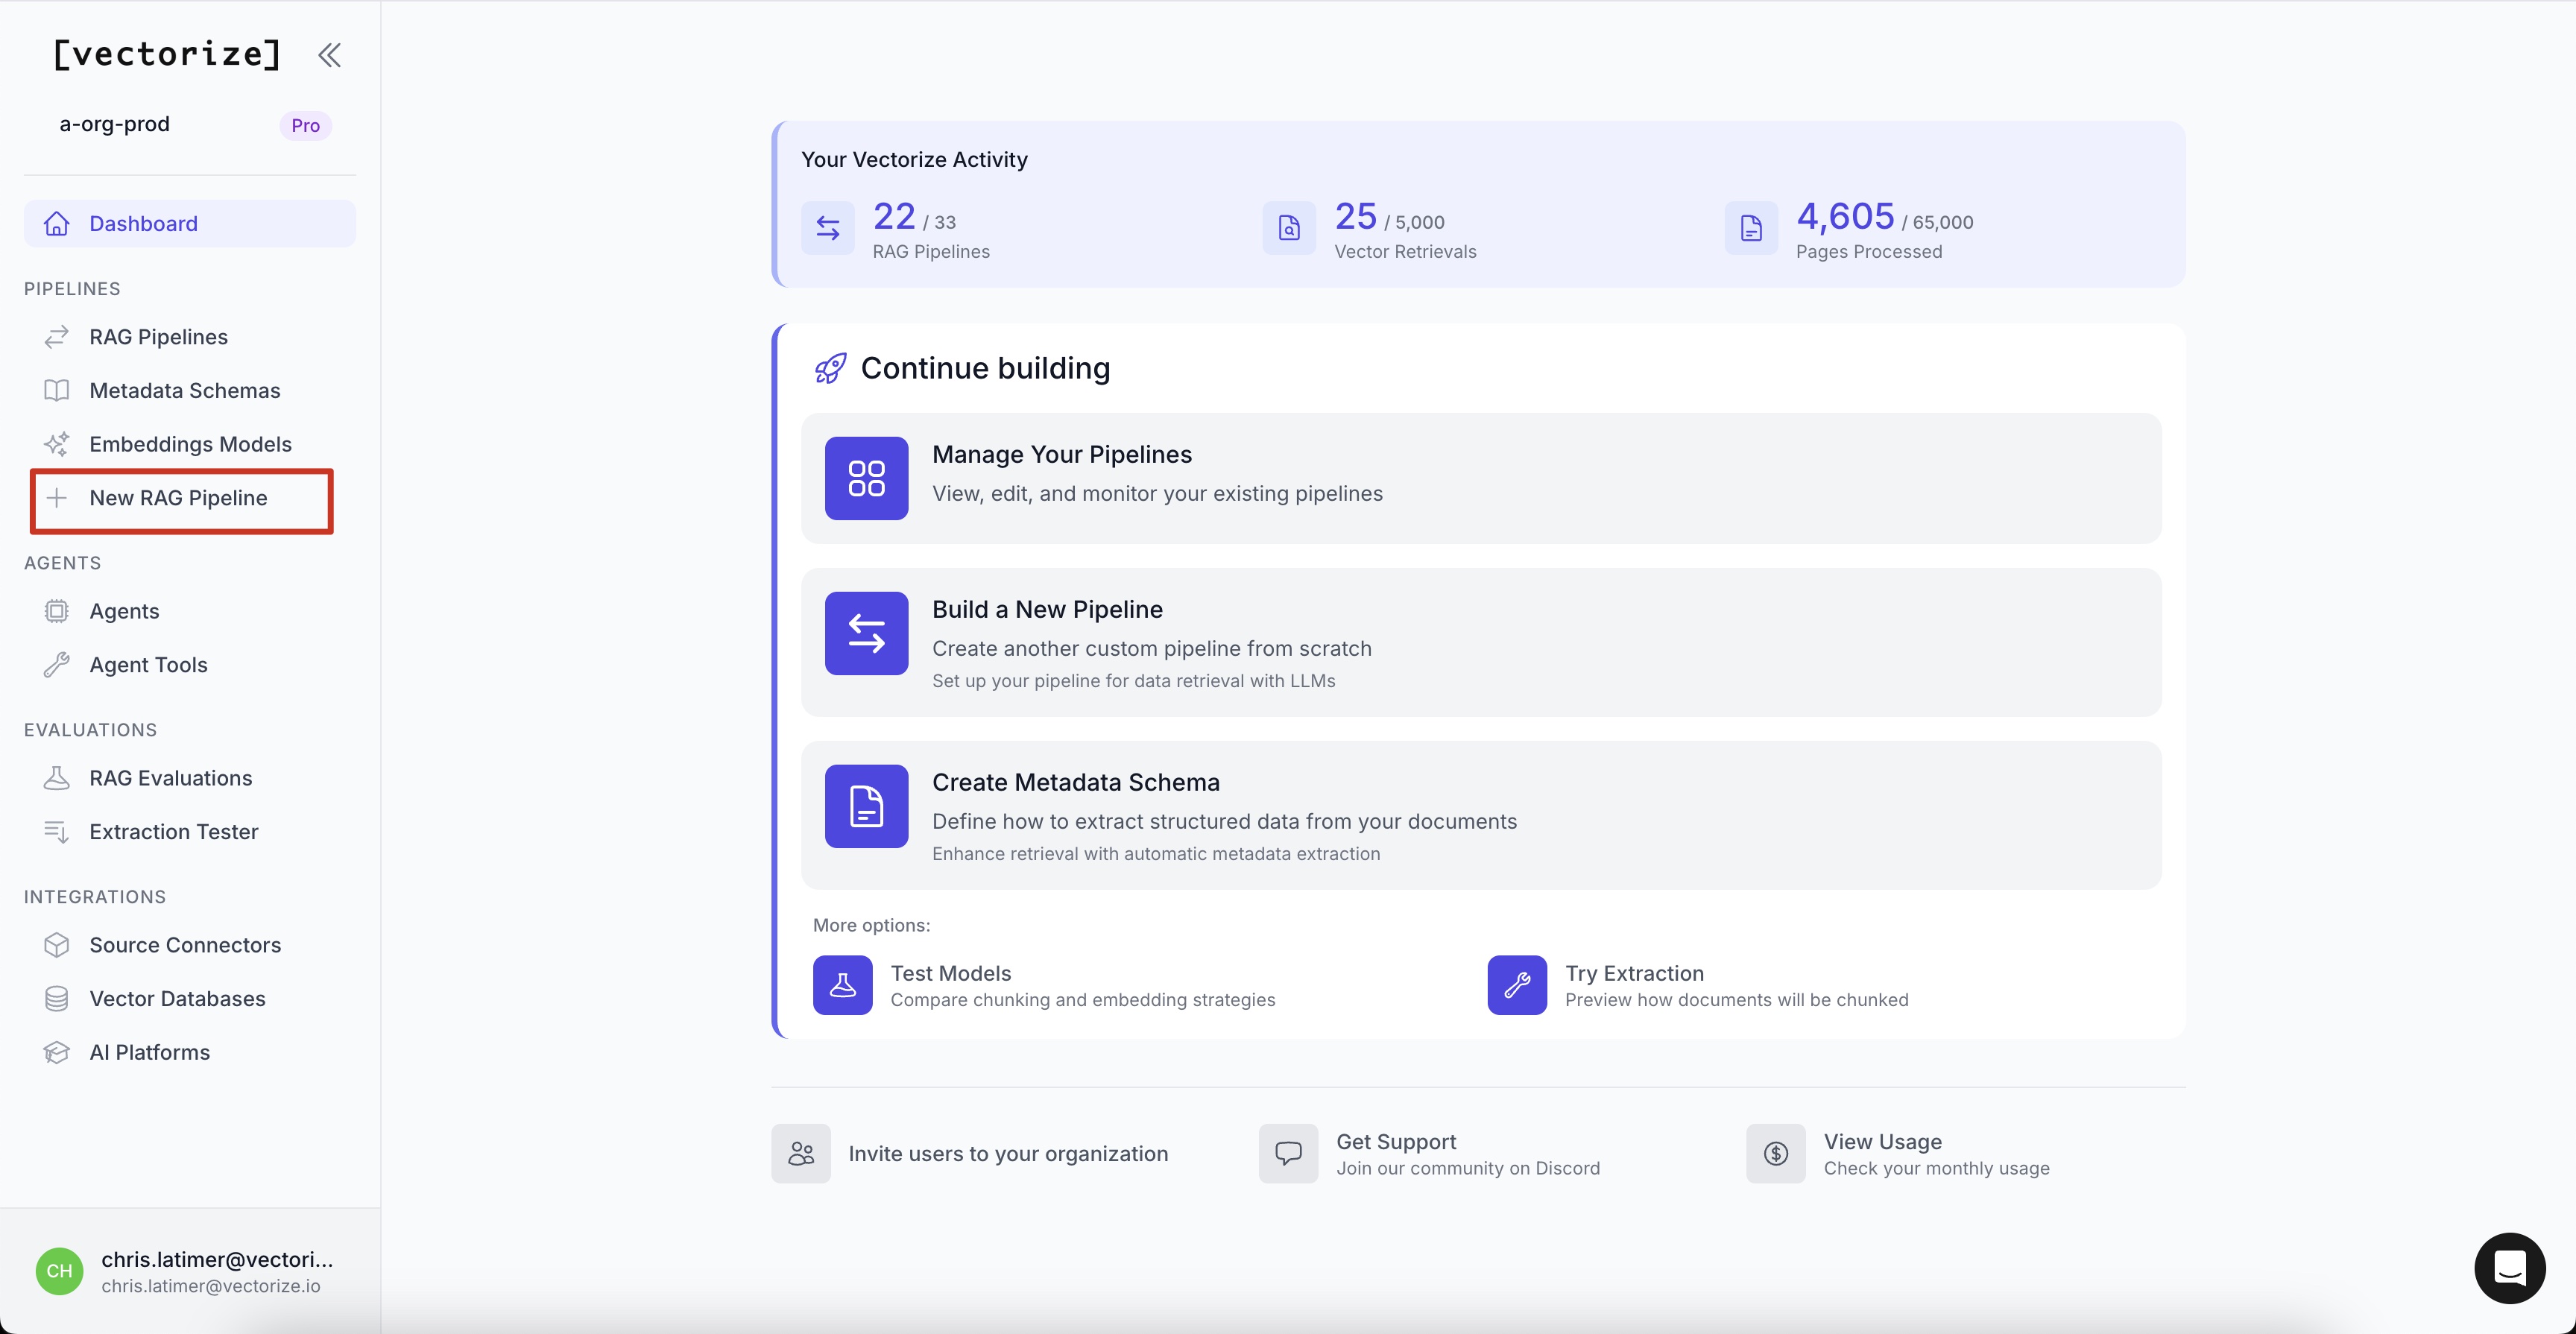 [vectorize]
a-org-prod
Pro
Dashboard
PIPELINES
RAG Pipelines
Metadata Schemas
Embeddings Models
New RAG Pipeline
AGENTS
Agents
Agent Tools
EVALUATIONS
RAG Evaluations
Extraction Tester
INTEGRATIONS
Source Connectors
Vector Databases
AI Platforms
CH
chris.latimer@vectori...
chris.latimer@vectorize.io
Your Vectorize Activity
22 / 33
RAG Pipelines
25 / 5,000
Vector Retrievals
4,605 / 65,000
Pages Processed
Continue building
Manage Your Pipelines
View, edit, and monitor your existing pipelines
Build a New Pipeline
Create another custom pipeline from scratch
Set up your pipeline for data retrieval with LLMs
Create Metadata Schema
Define how to extract structured data from your documents
Enhance retrieval with automatic metadata extraction
More options:
Test Models
Compare chunking and embedding strategies
Try Extraction
Preview how documents will be chunked
Invite users to your organization
Get Support
Join our community on Discord
View Usage
Check your monthly usage